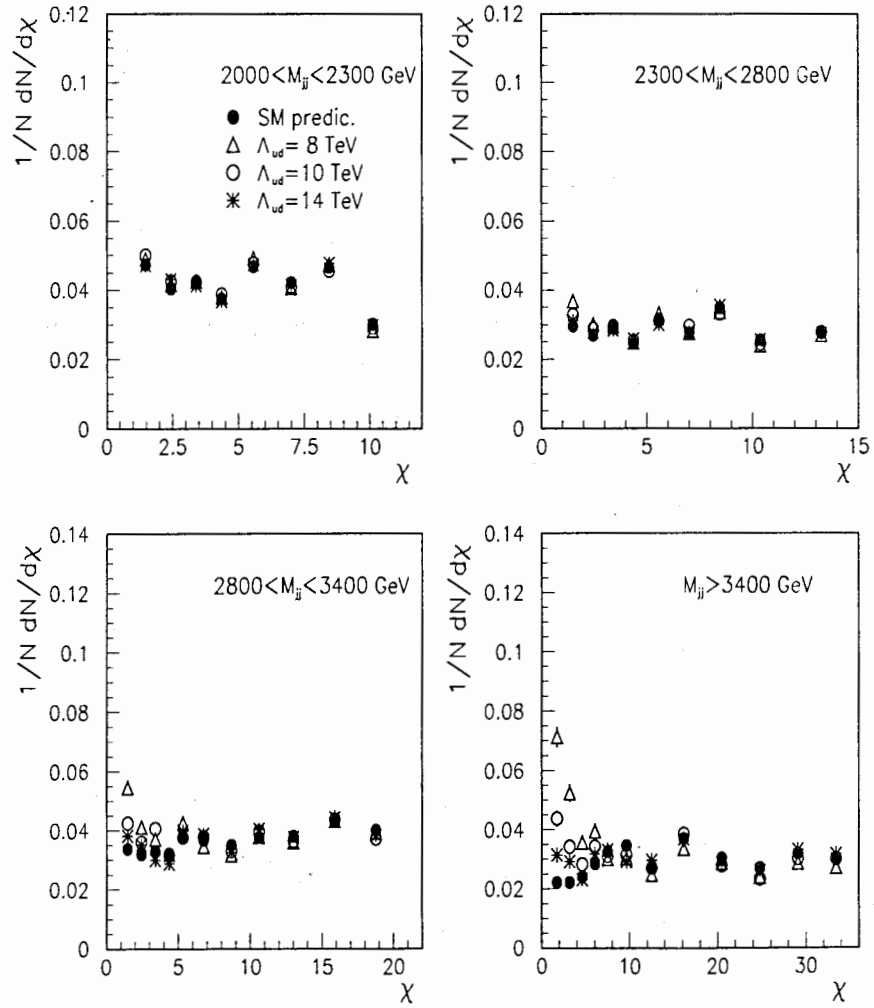 1/N dN/dχ
0.12
0.1
0.08
0.06
0.04
0.02
0
2000<Mjj<2300 GeV
SM predic.
Λud= 8 TeV
Λud=10 TeV
Λud=14 TeV
2.5 5 7.5 10
χ
1/N dN/dχ
0.12
0.1
0.08
0.06
0.04
0.02
0
2300<Mjj<2800 GeV
0 5 10 15
χ
1/N dN/dχ
0.14
0.12
0.1
0.08
0.06
0.04
0.02
0
2800<Mjj<3400 GeV
0 5 10 15 20
χ
1/N dN/dχ
0.14
0.12
0.1
0.08
0.06
0.04
0.02
0
Mjj>3400 GeV
0 10 20 30
χ